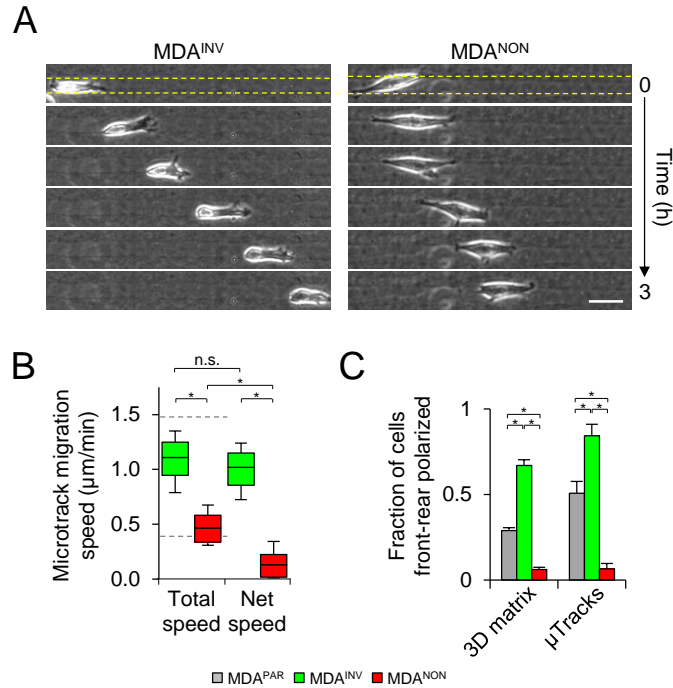 A
MDA^INV
MDA^NON
0
Time (h)
3
B
n.s.
*
*
*
1.5
1.0
0.5
0.0
Microtrack migration
speed (µm/min)
Total
speed
Net
speed
C
*
*
*
*
*
*
1
0.5
0
Fraction of cells
front-rear polarized
3D matrix
µTracks
MDA^PAR
MDA^INV
MDA^NON